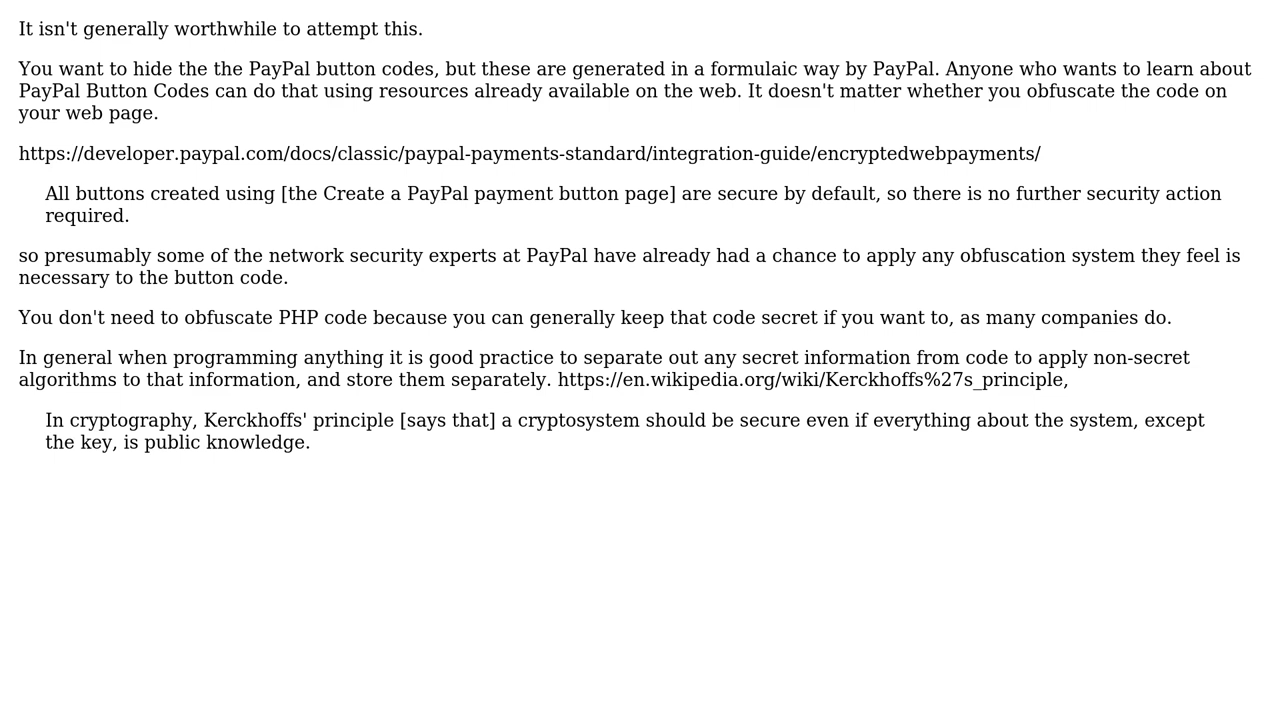 It isn't generally worthwhile to attempt this.
You want to hide the the PayPal button codes, but these are generated in a formulaic way by PayPal. Anyone who wants to learn about
PayPal Button Codes can do that using resources already available on the web. It doesn't matter whether you obfuscate the code on
your web page.
https://developer.paypal.com/docs/classic/paypal-payments-standard/integration-guide/encryptedwebpayments/
All buttons created using [the Create a PayPal payment button page] are secure by default, so there is no further security action
required.
so presumably some of the network security experts at PayPal have already had a chance to apply any obfuscation system they feel is
necessary to the button code.
You don't need to obfuscate PHP code because you can generally keep that code secret if you want to, as many companies do.
In general when programming anything it is good practice to separate out any secret information from code to apply non-secret
algorithms to that information, and store them separately. https://en.wikipedia.org/wiki/Kerckhoffs%27s_principle,
In cryptography, Kerckhoffs' principle [says that] a cryptosystem should be secure even if everything about the system, except
the key, is public knowledge.